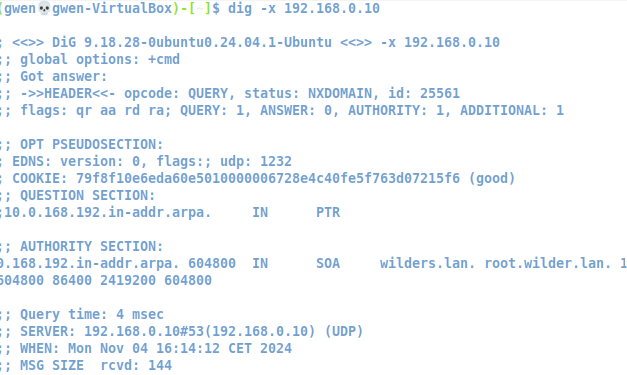 (gwen💀gwen-VirtualBox)-[~]$ dig -x 192.168.0.10
; <<>> DiG 9.18.28-0ubuntu0.24.04.1-Ubuntu <<>> -x 192.168.0.10
;; global options: +cmd
;; Got answer:
;; ->>HEADER<<- opcode: QUERY, status: NXDOMAIN, id: 25561
;; flags: qr aa rd ra; QUERY: 1, ANSWER: 0, AUTHORITY: 1, ADDITIONAL: 1
;; OPT PSEUDOSECTION:
; EDNS: version: 0, flags:; udp: 1232
; COOKIE: 79f8f10e6eda60e5010000006728e4c40fe5f763d07215f6 (good)
;; QUESTION SECTION:
;10.0.168.192.in-addr.arpa. IN PTR
;; AUTHORITY SECTION:
0.168.192.in-addr.arpa. 604800 IN SOA wilders.lan. root.wilder.lan. 1
604800 86400 2419200 604800
;; Query time: 4 msec
;; SERVER: 192.168.0.10#53(192.168.0.10) (UDP)
;; WHEN: Mon Nov 04 16:14:12 CET 2024
;; MSG SIZE rcvd: 144